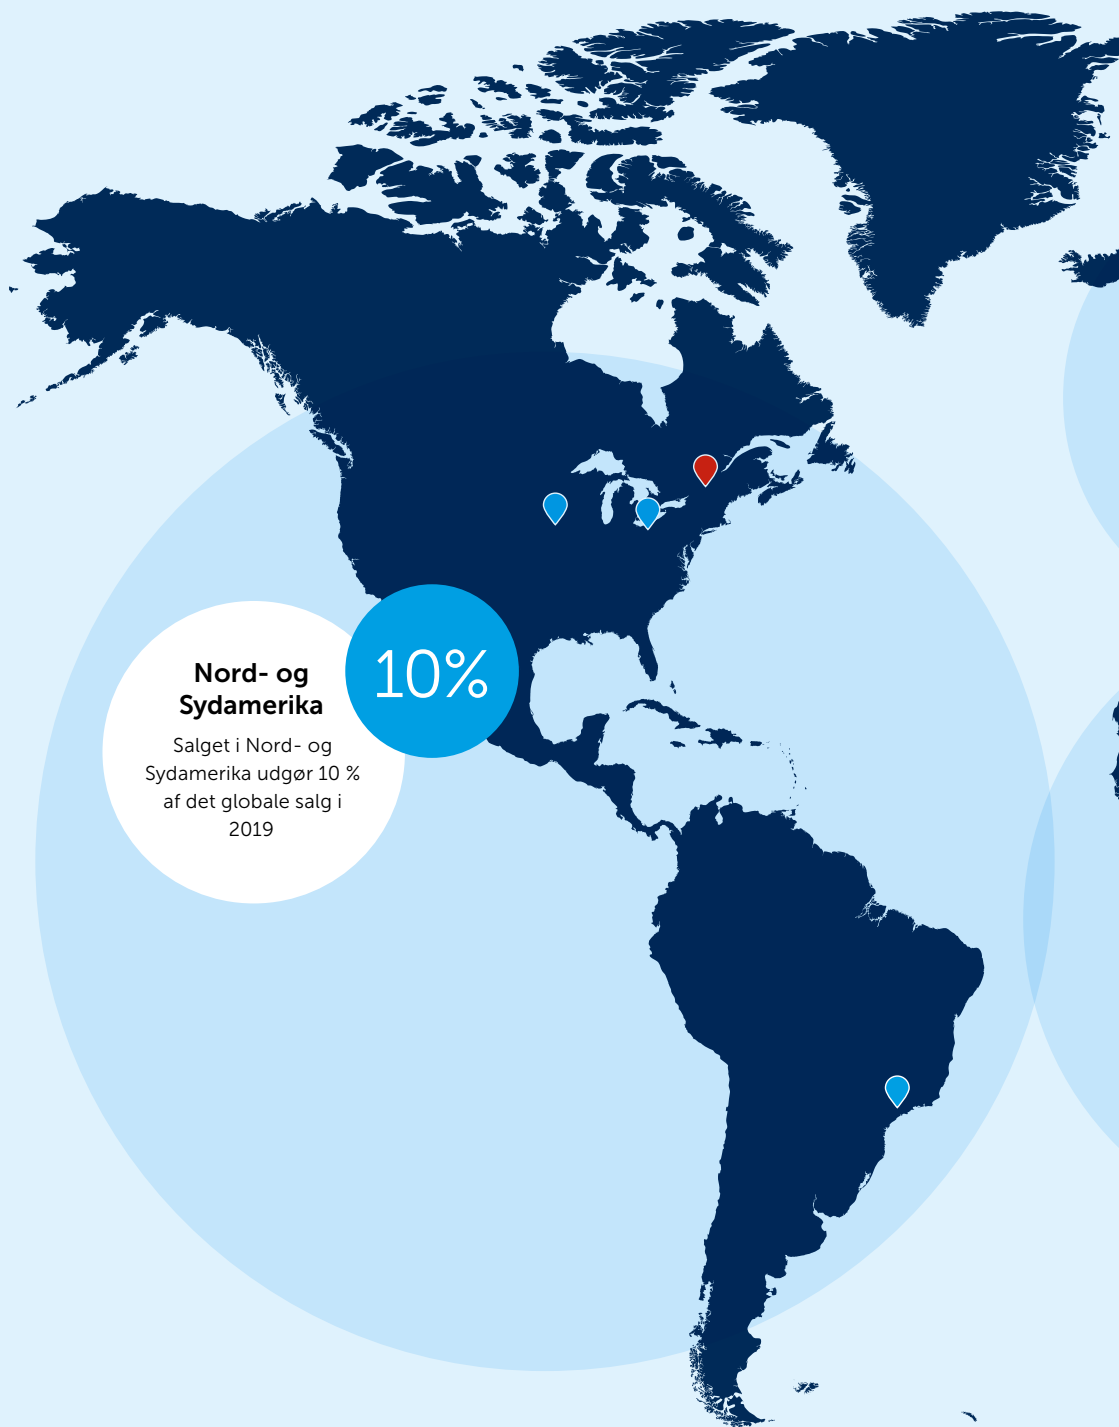 Nord- og
Sydamerika
10%
Salget i Nord- og
Sydamerika udgør 10 %
af det globale salg i
2019